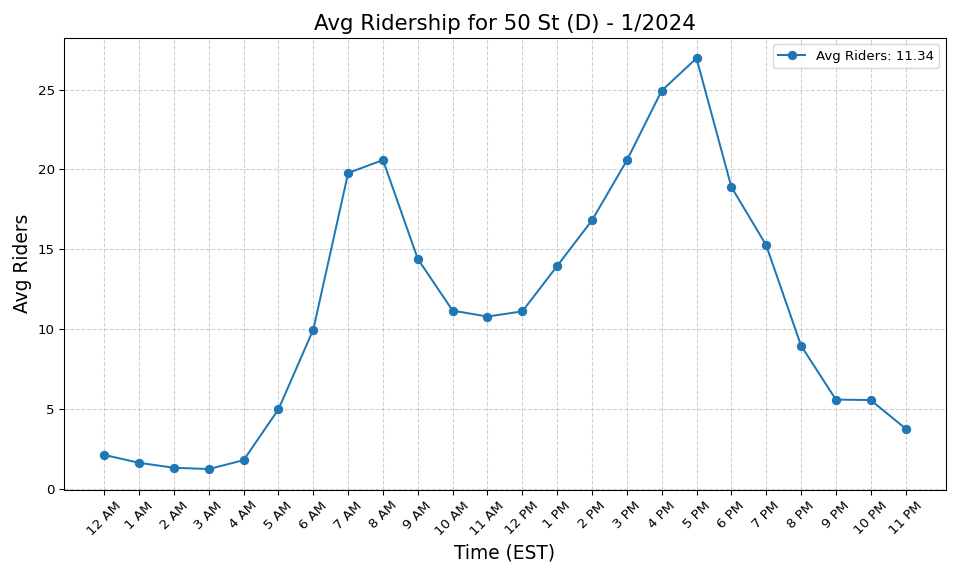 Avg Ridership for 50 St (D) - 1/2024
Avg Riders: 11.34
Avg Riders
25
20
15
10
5
0
12 AM
1 AM
2 AM
3 AM
4 AM
5 AM
6 AM
7 AM
8 AM
9 AM
10 AM
11 AM
12 PM
1 PM
2 PM
3 PM
4 PM
5 PM
6 PM
7 PM
8 PM
9 PM
10 PM
11 PM
Time (EST)